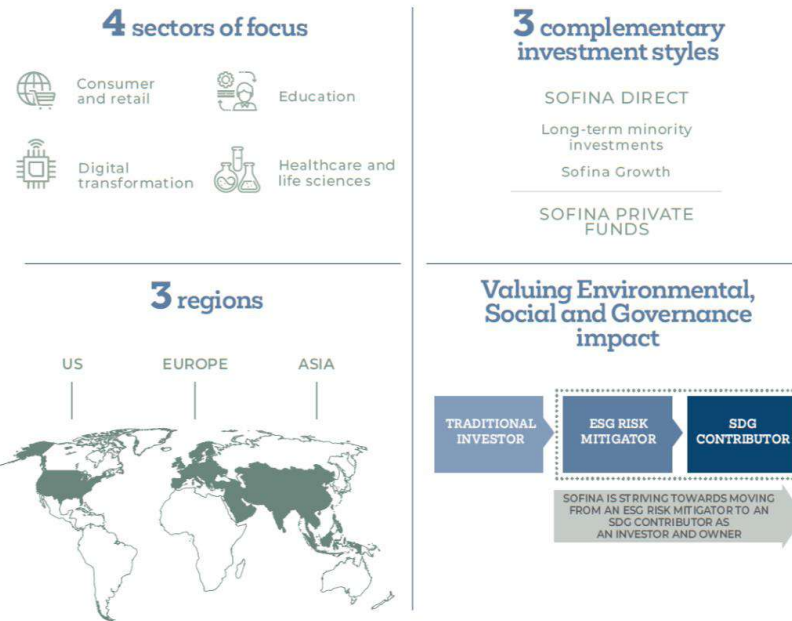 4 sectors of focus
Consumer
and retail
Education
Digital
transformation
Healthcare and
life sciences
3 complementary
investment styles
SOFINA DIRECT
Long-term minority
investments
Sofina Growth
SOFINA PRIVATE
FUNDS
3 regions
US
EUROPE
ASIA
Valuing Environmental,
Social and Governance
impact
TRADITIONAL
INVESTOR
ESG RISK
MITIGATOR
SDG
CONTRIBUTOR
SOFINA IS STRIVING TOWARDS MOVING
FROM AN ESG RISK MITIGATOR TO AN
SDG CONTRIBUTOR AS
AN INVESTOR AND OWNER